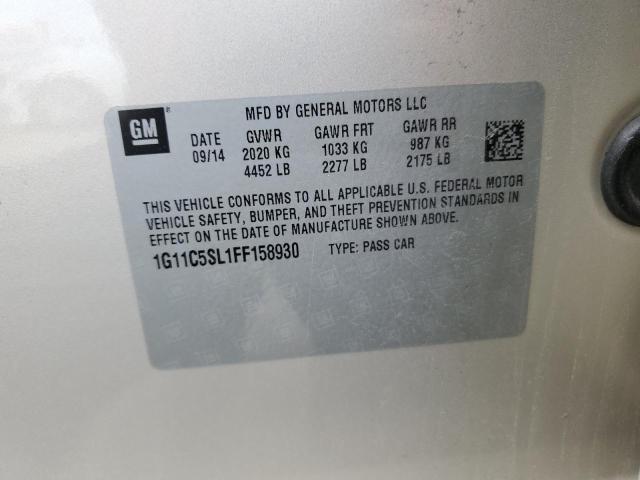 MFD BY GENERAL MOTORS LLC
GM
DATE GVWR GAWR FRT GAWR RR
09/14 2020 KG 1033 KG 987 KG
4452 LB 2277 LB 2175 LB
THIS VEHICLE CONFORMS TO ALL APPLICABLE U.S. FEDERAL MOTOR
VEHICLE SAFETY, BUMPER, AND THEFT PREVENTION STANDARDS IN
EFFECT ON THE DATE OF MANUFACTURE SHOWN ABOVE.
1G11C5SL1FF158930 TYPE: PASS CAR